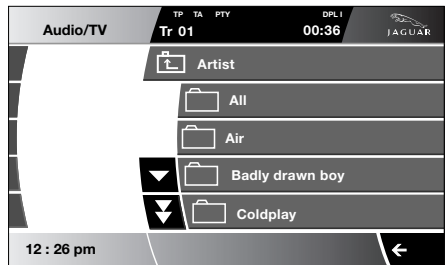 TP TA PTY DPL I
Audio/TV Tr 01 00:36 JAGUAR
Artist
All
Air
Badly drawn boy
Coldplay
12 : 26 pm